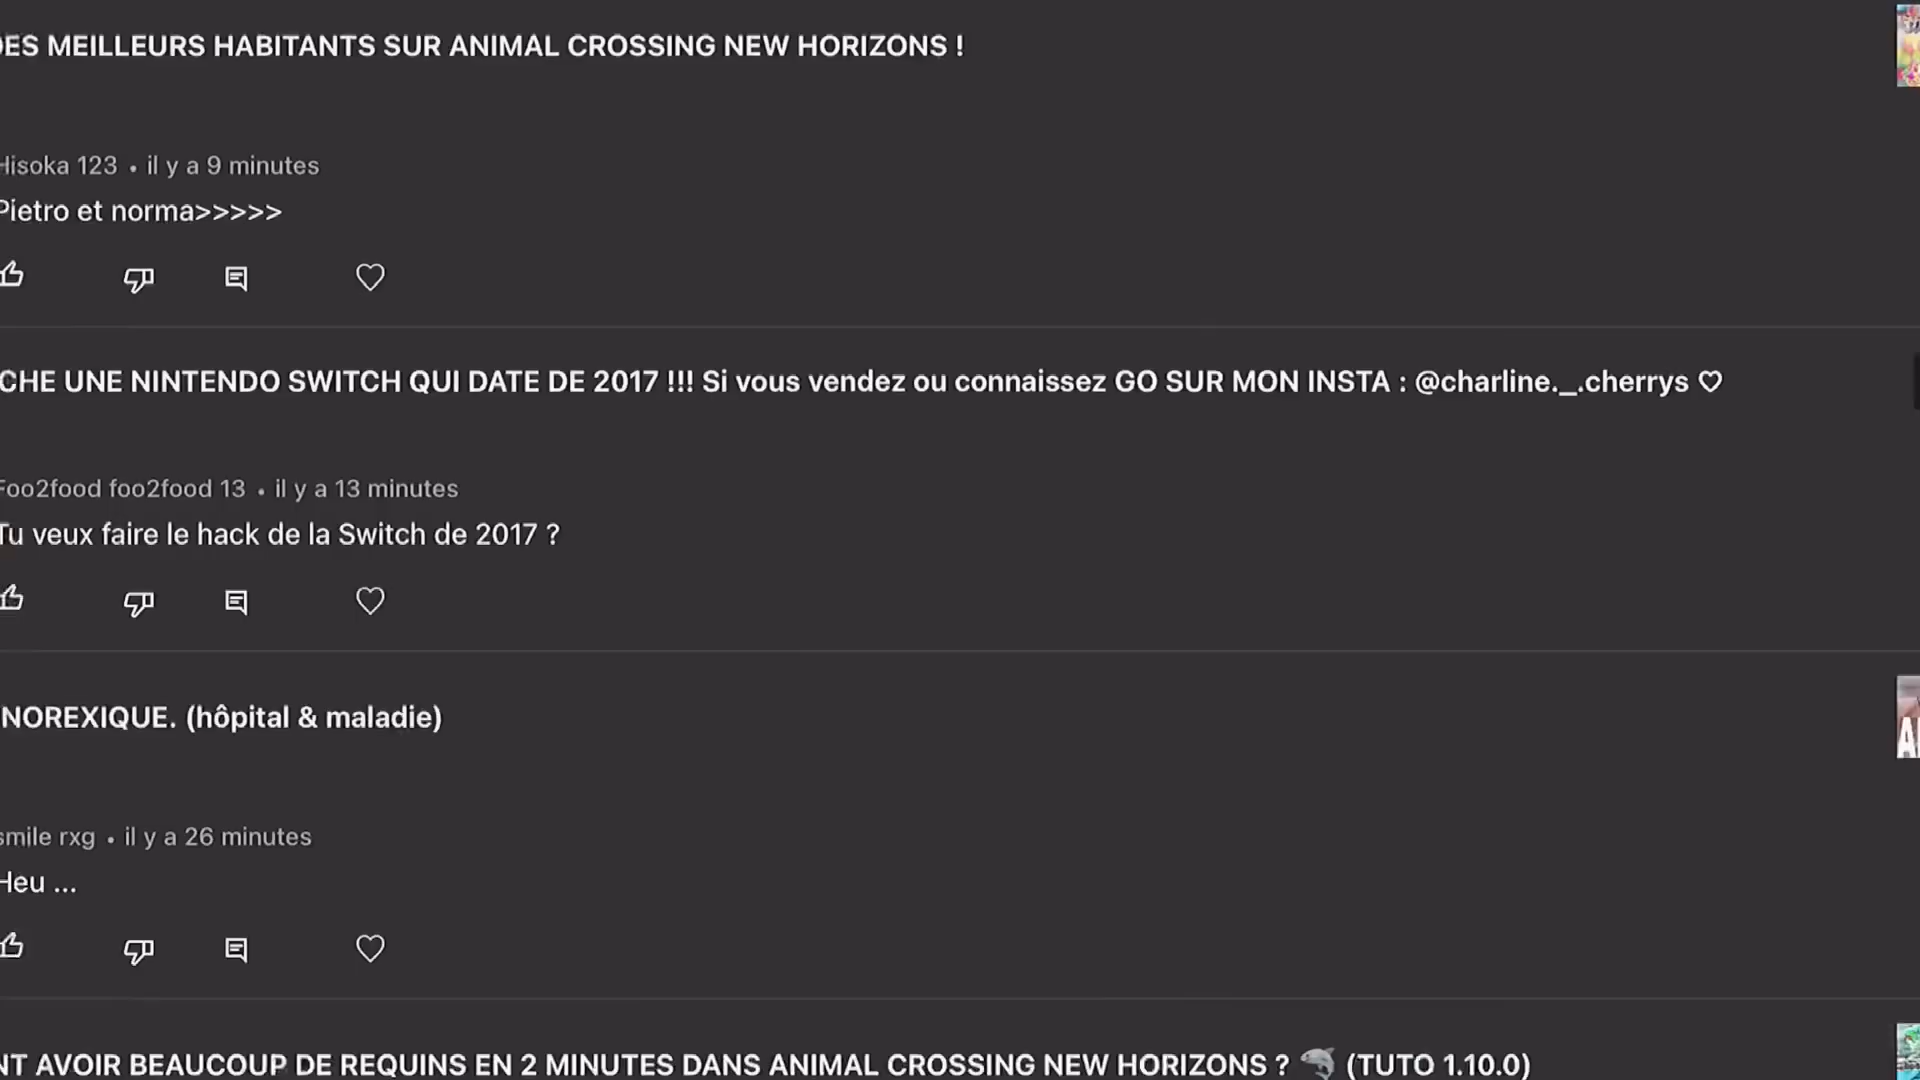 DES MEILLEURS HABITANTS SUR ANIMAL CROSSING NEW HORIZONS !
Hisoka 123 • il y a 9 minutes
Pietro et norma>>>>>
CHE UNE NINTENDO SWITCH QUI DATE DE 2017 !!! Si vous vendez ou connaissez GO SUR MON INSTA : @charline._.cherrys ♡
Foo2food foo2food 13 • il y a 13 minutes
Tu veux faire le hack de la Switch de 2017 ?
NOREXIQUE. (hôpital & maladie)
smile rxg • il y a 26 minutes
Heu ...
NT AVOIR BEAUCOUP DE REQUINS EN 2 MINUTES DANS ANIMAL CROSSING NEW HORIZONS ? 🦈 (TUTO 1.10.0)